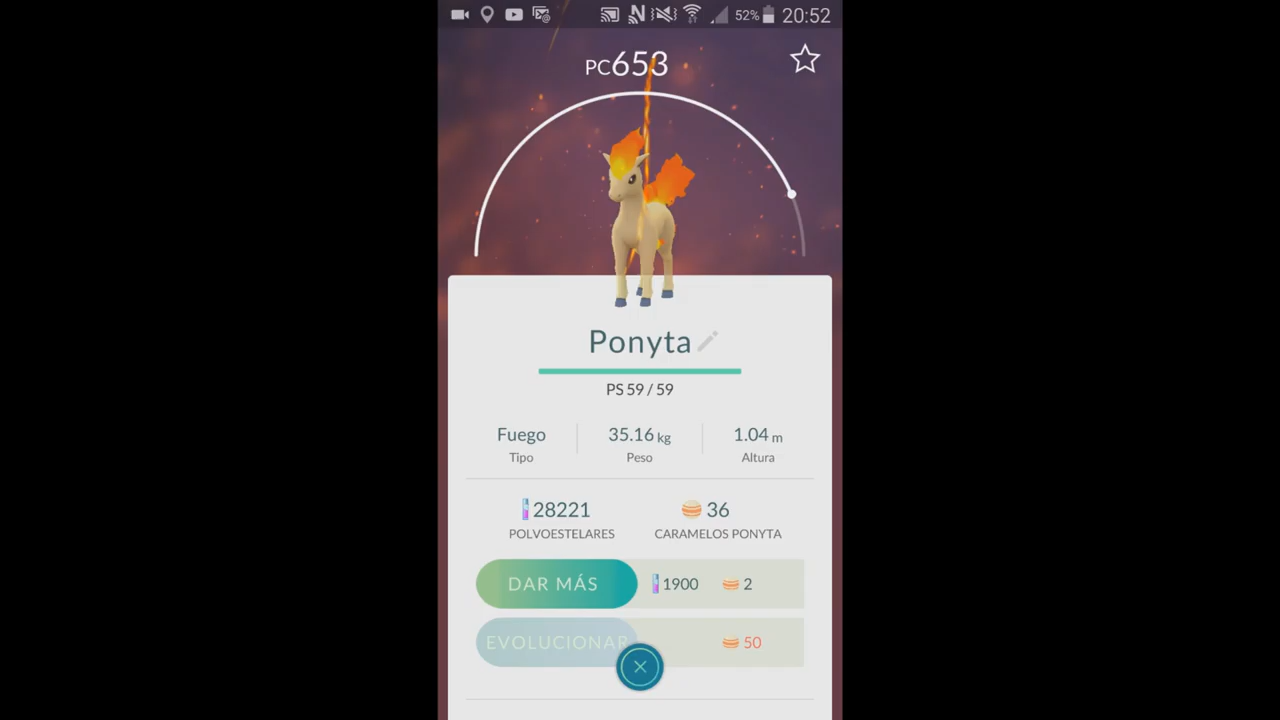 52% 20:52
PC653
Ponyta
PS 59 / 59
Fuego 35.16 kg 1.04 m
Tipo Peso Altura
28221 36
POLVOESTELARES CARAMELOS PONYTA
DAR MÁS 1900 2
EVOLUCIONAR 50